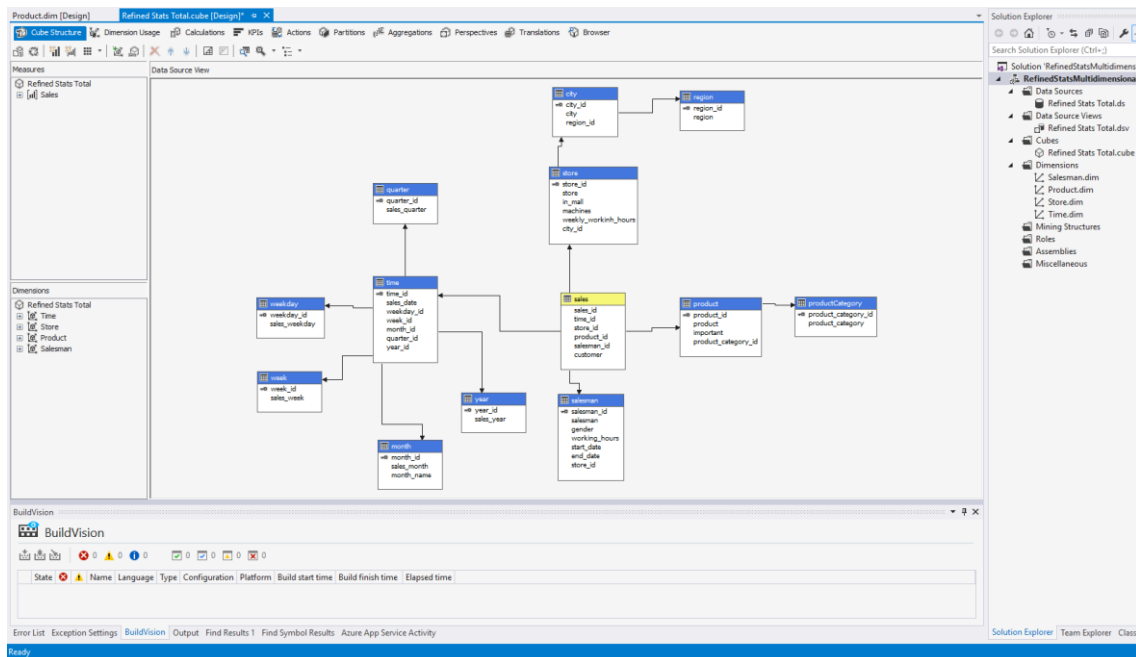 Product.dim [Design]
Refined Stats Total.cube [Design]*
Cube Structure
Dimension Usage
Calculations
KPIs
Actions
Partitions
Aggregations
Perspectives
Translations
Browser
Measures
Refined Stats Total
Sales
Dimensions
Refined Stats Total
Time
Store
Product
Salesman
Data Source View
city
city_id
city
region_id
region
region_id
region
store
store_id
store
in_mall
machines
weekly_workinh_hours
city_id
quarter
quarter_id
sales_quarter
time
time_id
sales_date
weekday_id
week_id
month_id
quarter_id
year_id
weekday
weekday_id
sales_weekday
week
week_id
sales_week
month
month_id
sales_month
month_name
year
year_id
sales_year
sales
sales_id
time_id
store_id
product_id
salesman_id
customer
product
product_id
product
important
product_category_id
productCategory
product_category_id
product_category
salesman
salesman_id
salesman
gender
working_hours
start_date
end_date
store_id
BuildVision
BuildVision
0 0 0 0 0 0 0
State Name Language Type Configuration Platform Build start time Build finish time Elapsed time
Error List Exception Settings BuildVision Output Find Results 1 Find Symbol Results Azure App Service Activity
Ready
Solution Explorer
Search Solution Explorer (Ctrl+;)
Solution 'RefinedStatsMultidimens
RefinedStatsMultidimensiona
Data Sources
Refined Stats Total.ds
Data Source Views
Refined Stats Total.dsv
Cubes
Refined Stats Total.cube
Dimensions
Salesman.dim
Product.dim
Store.dim
Time.dim
Mining Structures
Roles
Assemblies
Miscellaneous
Solution Explorer Team Explorer Class